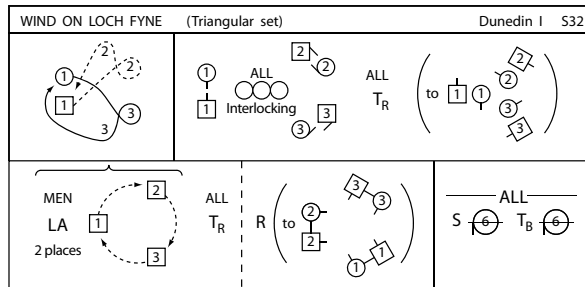 WIND ON LOCH FYNE (Triangular set) Dunedin I S32
1 2 2 1 3 3
1 1 ALL Interlocking 2 2 3 3
ALL TR
( to 1 1 2 2 3 3 )
MEN LA 2 places
1 2 3
ALL TR
R ( to 2 2 3 3 1 1 )
ALL
S 6 TB 6